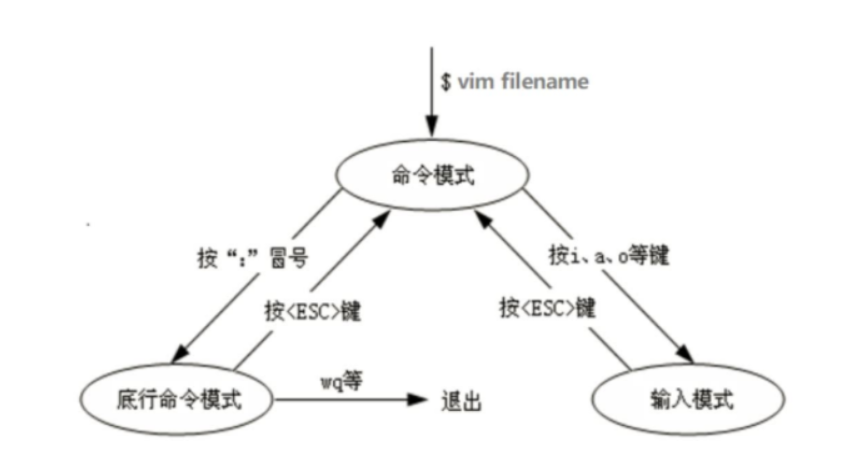 $ vim filename
命令模式
按“:”冒号
按i、a、o等键
按<ESC>键
按<ESC>键
wq等
底行命令模式
退出
输入模式